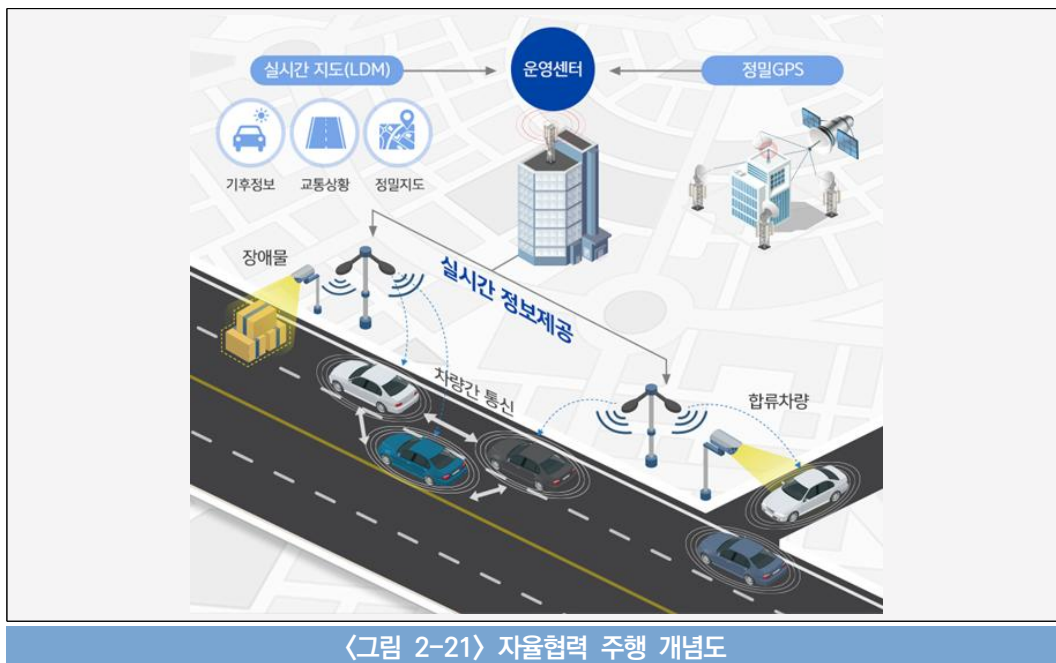 실시간 지도(LDM)
운영센터
정밀GPS
기후정보
교통상황
정밀지도
장애물
실시간 정보제공
차량간 통신
합류차량
〈그림 2-21〉 자율협력 주행 개념도